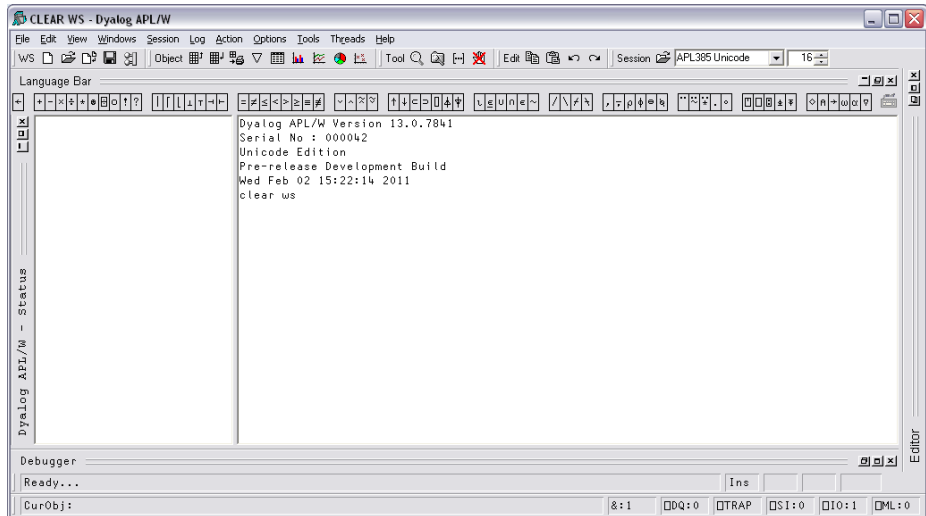 CLEAR WS - Dyalog APL/W
File Edit View Windows Session Log Action Options Tools Threads Help
WS Object Tool Edit Session APL385 Unicode 16
Language Bar
← + - × ÷ * ⍟ ⌹ ○ ! ? | ⌈ ⌊ ⊥ ⊤ ⊣ ⊢ = ≠ ≤ < > ≥ ≡ ≢ ∨ ∧ ⍲ ⍱ ↑ ↓ ⊂ ⊃ ⌷ ⍋ ⍒ ⍳ ⍷ ∪ ∩ ∊ ~ / \ ⌿ ⍀ , ⍪ ⍴ ⌽ ⊖ ⍉ ¨ ⍨ ⍣ . ∘ ⍞ ⎕ ⍠ ⍎ ⍕ ⋄ ⍝ → ⍵ ⍺ ∇
Dyalog APL/W Version 13.0.7841
Serial No : 000042
Unicode Edition
Pre-release Development Build
Wed Feb 02 15:22:14 2011
clear ws
Dyalog APL/W - Status
Editor
Debugger
Ready...
Ins
CurObj:
&:1 ⎕DQ:0 ⎕TRAP ⎕SI:0 ⎕IO:1 ⎕ML:0